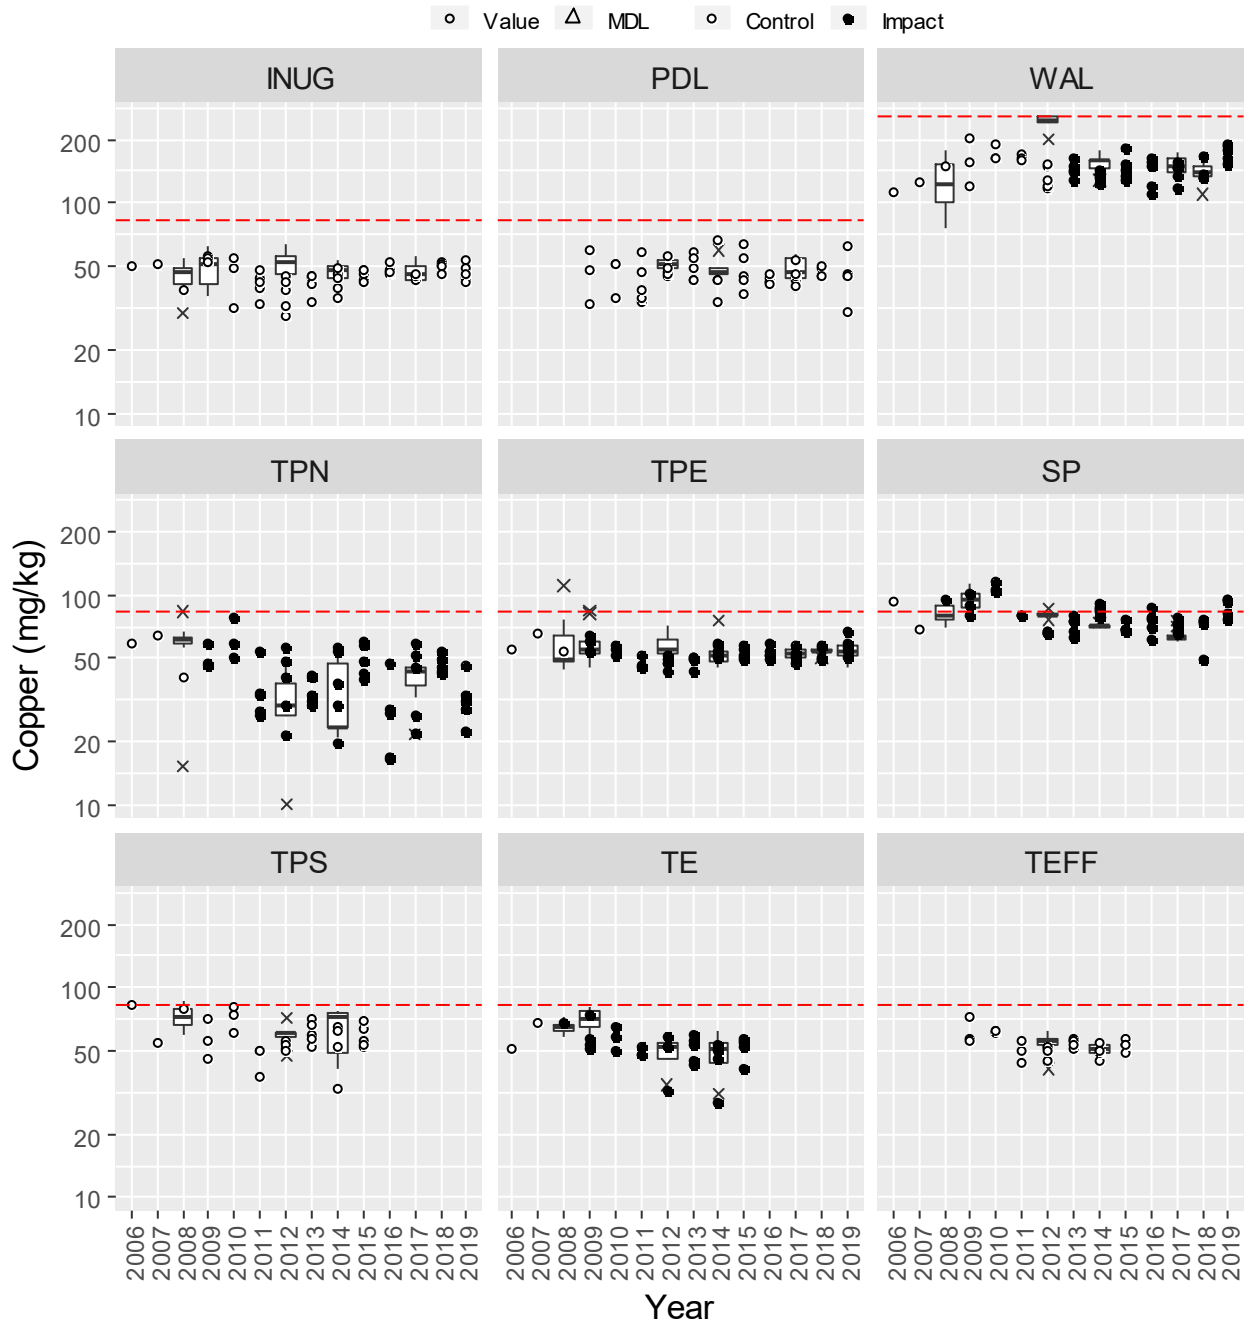 Value MDL Control Impact
INUG PDL WAL
200
100
50
20
10
TPN TPE SP
200
100
50
20
10
Copper (mg/kg)
TPS TE TEFF
200
100
50
20
10
2006 2007 2008 2009 2010 2011 2012 2013 2014 2015 2016 2017 2018 2019 2006 2007 2008 2009 2010 2011 2012 2013 2014 2015 2016 2017 2018 2019 2006 2007 2008 2009 2010 2011 2012 2013 2014 2015 2016 2017 2018 2019
Year